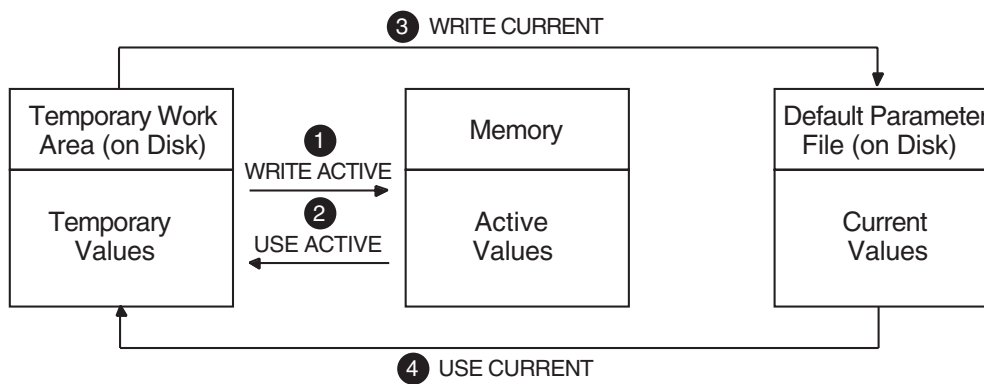 3 WRITE CURRENT
Temporary Work
Area (on Disk)
Temporary
Values
1
WRITE ACTIVE
2
USE ACTIVE
Memory
Active
Values
Default Parameter
File (on Disk)
Current
Values
4 USE CURRENT